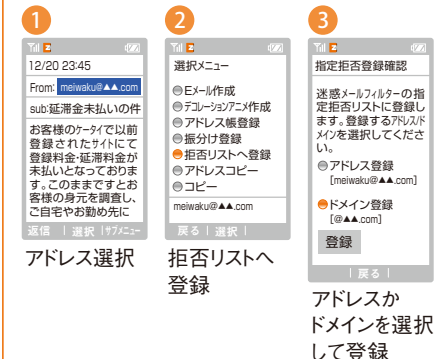 1
12/20 23:45
From: meiwaku@▲▲.com
sub:延滞金未払いの件
お客様のケータイで以前
登録されたサイトにて
登録料金・延滞料金が
未払いとなっておりま
す。このままですとお
客様の身元を調査し、
ご自宅やお勤め先に
返信 | 選択 | サブメニュー
アドレス選択
2
選択メニュー
Eメール作成
デコレーションアニメ作成
アドレス帳登録
振分け登録
拒否リストへ登録
アドレスコピー
コピー
meiwaku@▲▲.com
戻る | 選択 |
拒否リストへ
登録
3
指定拒否登録確認
迷惑メールフィルターの指
定拒否リストに登録し
ます。登録するアドレス/ド
メインを選択してくださ
い。
アドレス登録
[meiwaku@▲▲.com]
ドメイン登録
[@▲▲.com]
登録
| 戻る |
アドレスか
ドメインを選択
して登録